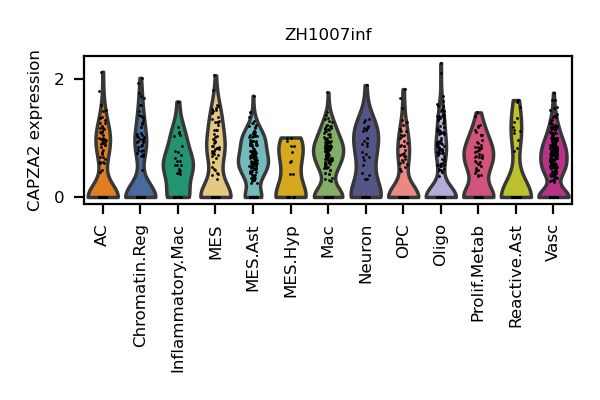 ZH1007inf
CAPZA2 expression
2
0
AC
Chromatin.Reg
Inflammatory.Mac
MES
MES.Ast
MES.Hyp
Mac
Neuron
OPC
Oligo
Prolif.Metab
Reactive.Ast
Vasc